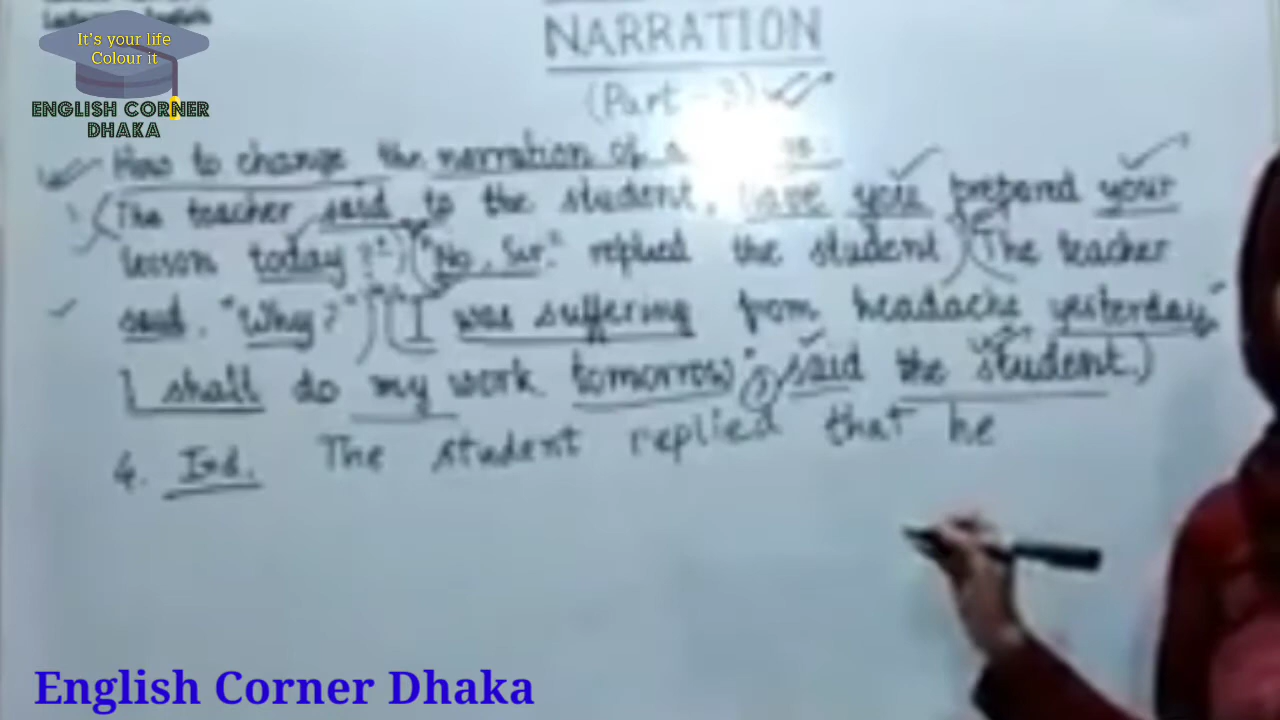 It's your life
Colour it
ENGLISH CORNER
DHAKA
NARRATION
(Part - 3)
How to change the narration of a
1. (The teacher said to the student, "have you prepared your
lesson today?") ("No, Sir." replied the student) (The teacher
said. "Why?") ("I was suffering from headache yesterday,
I shall do my work tomorrow", said the student.)
4. Ind. The student replied that he
English Corner Dhaka